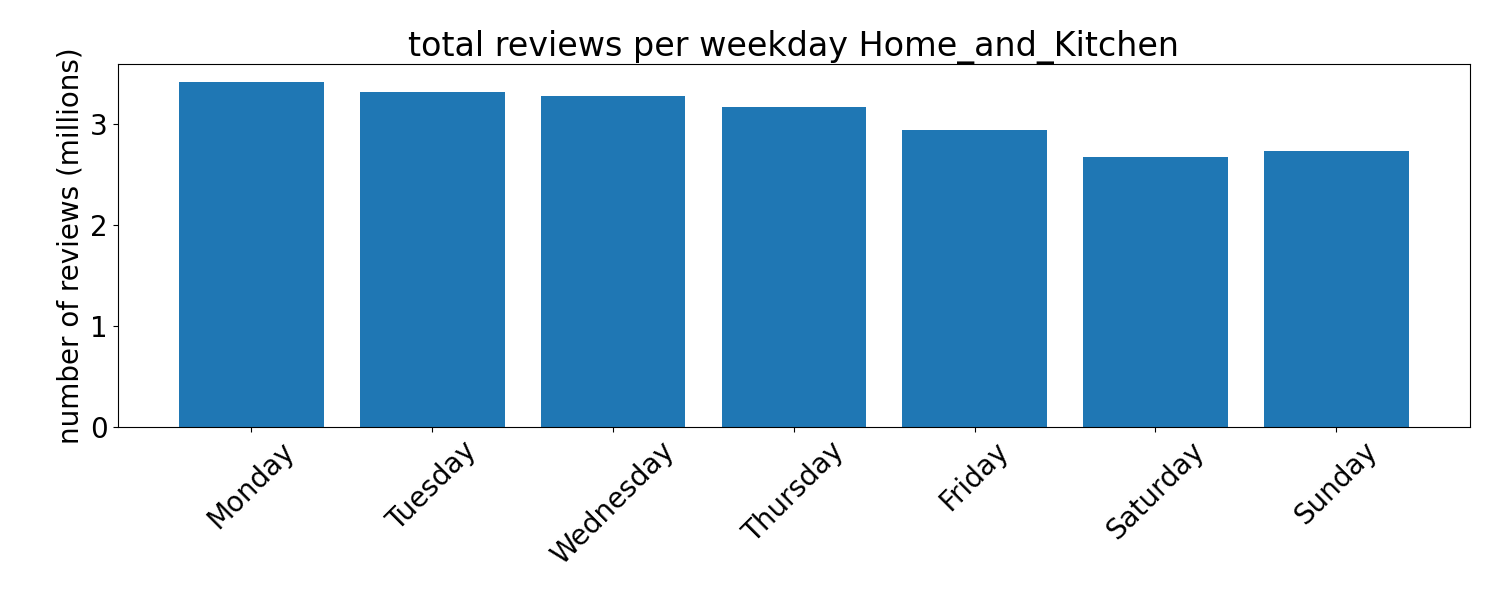 total reviews per weekday Home_and_Kitchen
number of reviews (millions)
3
2
1
0
Monday
Tuesday
Wednesday
Thursday
Friday
Saturday
Sunday